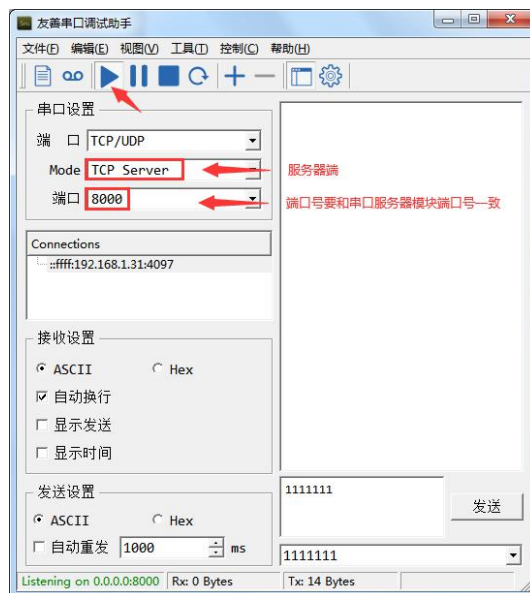 友善串口调试助手
文件(F) 编辑(E) 视图(V) 工具(T) 控制(C) 帮助(H)
串口设置
端 口 TCP/UDP
Mode TCP Server
服务器端
端口 8000
端口号要和串口服务器模块端口号一致
Connections
::ffff:192.168.1.31:4097
接收设置
ASCII Hex
自动换行
显示发送
显示时间
发送设置
ASCII Hex
自动重发 1000 ms
1111111
发送
1111111
Listening on 0.0.0.0:8000 Rx: 0 Bytes Tx: 14 Bytes